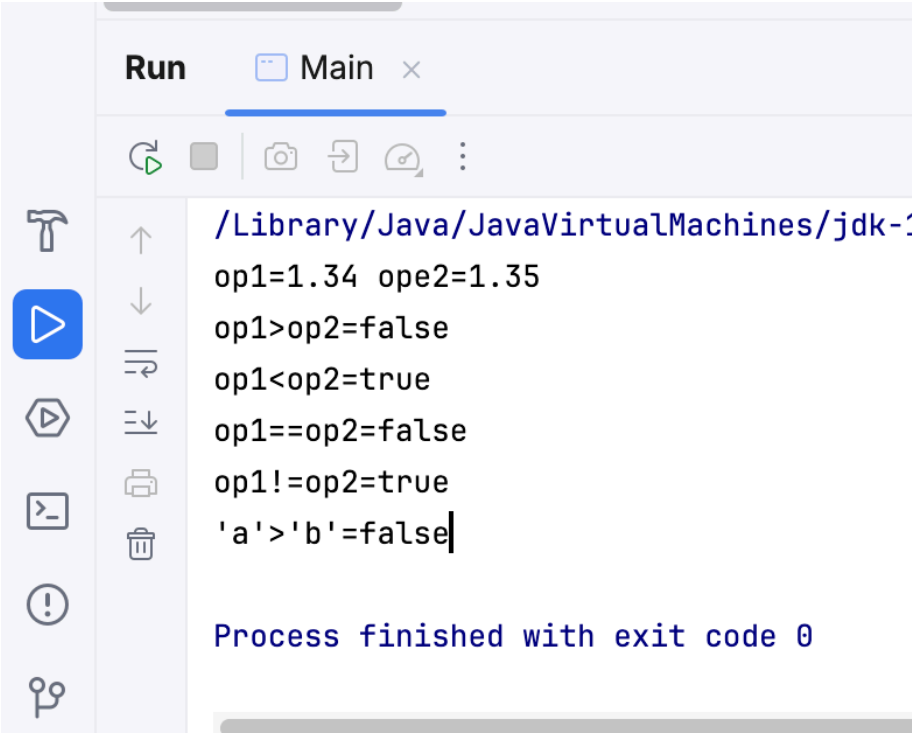 Run Main
/Library/Java/JavaVirtualMachines/jdk-1
op1=1.34 ope2=1.35
op1>op2=false
op1<op2=true
op1==op2=false
op1!=op2=true
'a'>'b'=false
Process finished with exit code 0